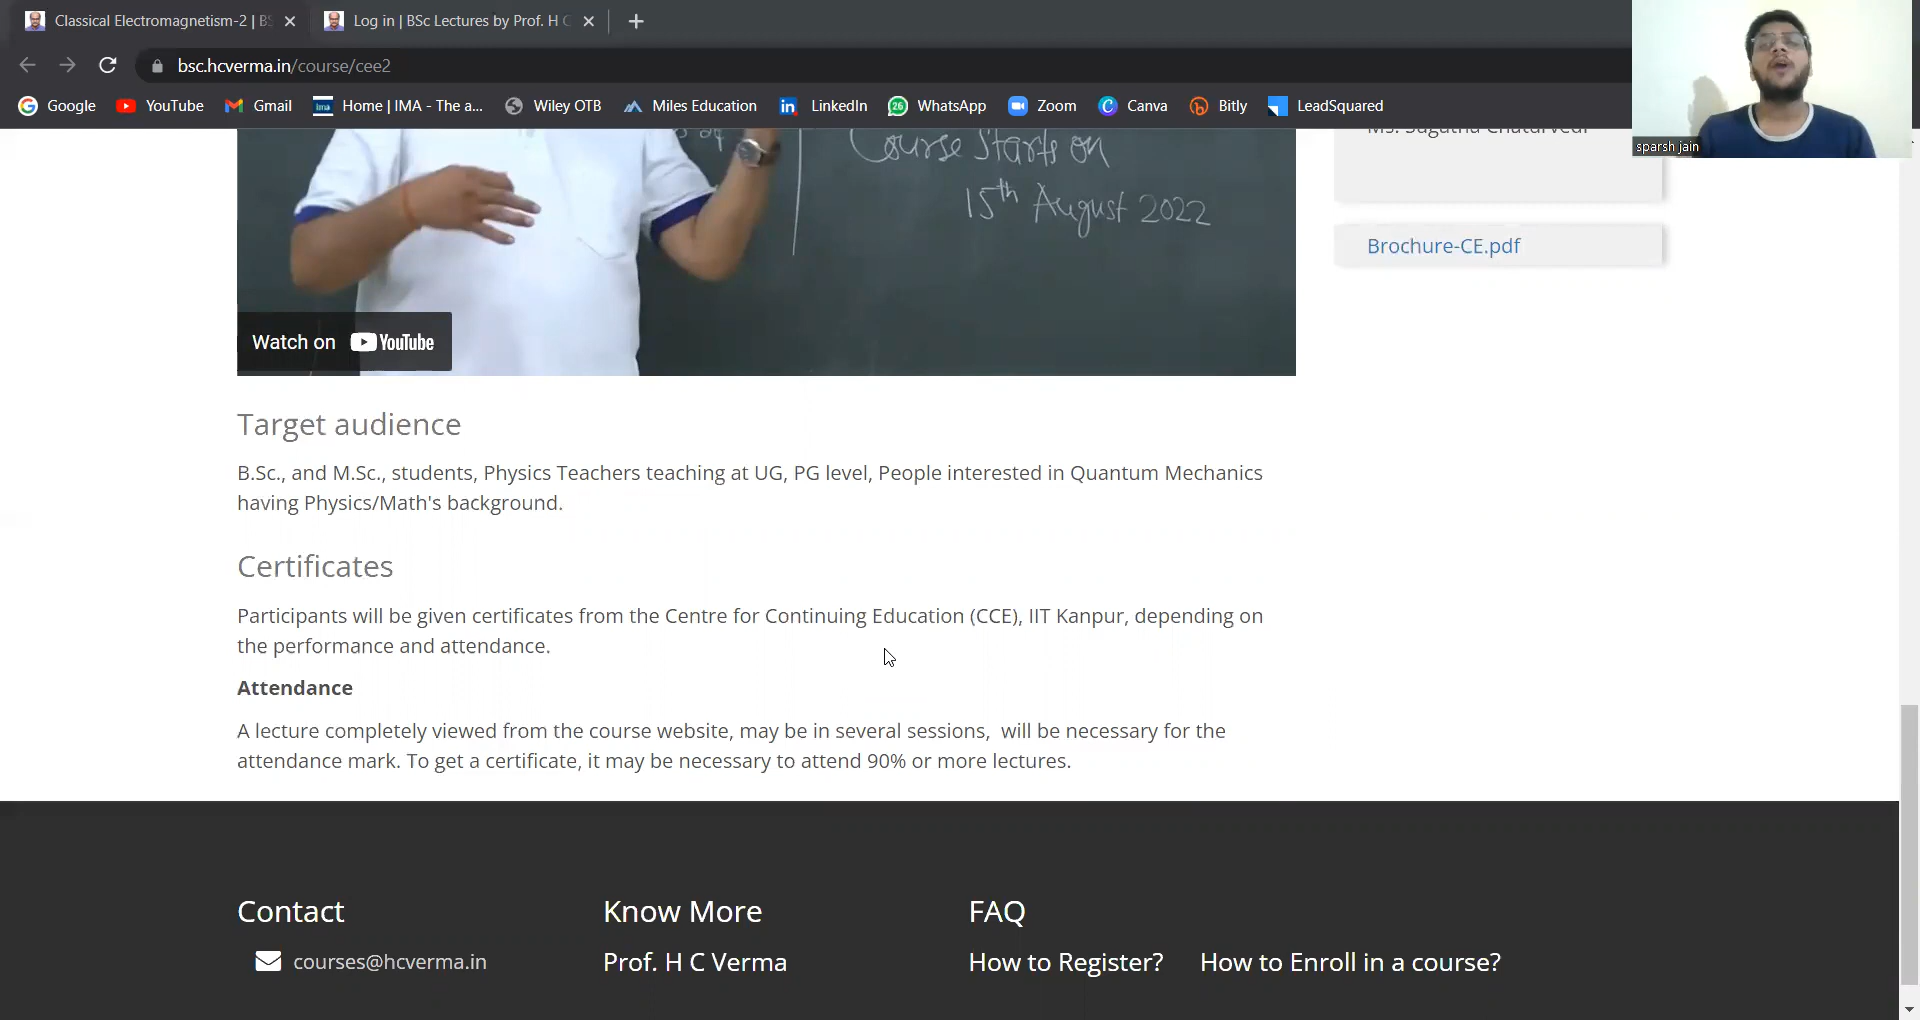 Classical Electromagnetism-2 | BS
Log in | BSc Lectures by Prof. H C
bsc.hcverma.in/course/cee2
Google YouTube Gmail Home | IMA - The a... Wiley OTB Miles Education LinkedIn WhatsApp Zoom Canva Bitly LeadSquared
sparsh jain
Course Starts on
15th August 2022
Brochure-CE.pdf
Watch on YouTube
Target audience
B.Sc., and M.Sc., students, Physics Teachers teaching at UG, PG level, People interested in Quantum Mechanics
having Physics/Math's background.
Certificates
Participants will be given certificates from the Centre for Continuing Education (CCE), IIT Kanpur, depending on
the performance and attendance.
Attendance
A lecture completely viewed from the course website, may be in several sessions,  will be necessary for the
attendance mark. To get a certificate, it may be necessary to attend 90% or more lectures.
Contact
courses@hcverma.in
Know More
Prof. H C Verma
FAQ
How to Register? How to Enroll in a course?